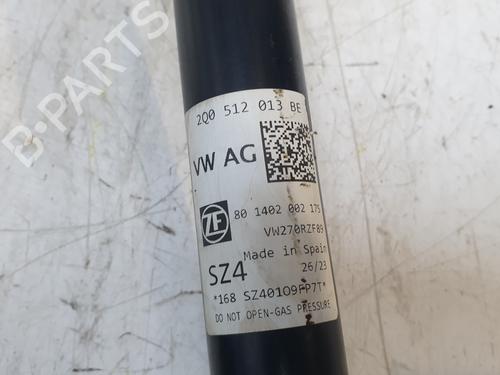 2Q0 512 013 BE
VW AG
ZF
80 1402 002 175
VW270RZF89
Made in Spain
SZ4
26/23
*168 SZ40109FP7T*
DO NOT OPEN-GAS PRESSURE